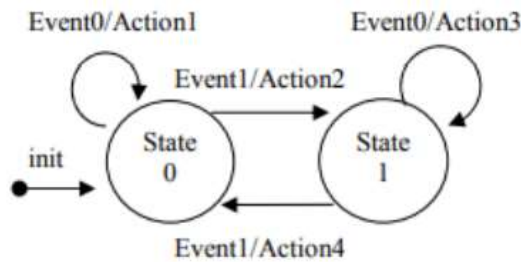 Event0/Action1
Event0/Action3
Event1/Action2
State
0
State
1
init
Event1/Action4